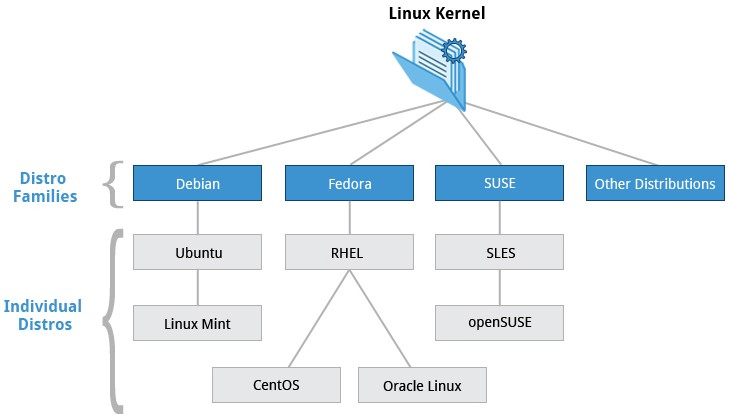 Linux Kernel
Distro
Families
Debian
Fedora
SUSE
Other Distributions
Individual
Distros
Ubuntu
RHEL
SLES
Linux Mint
openSUSE
CentOS
Oracle Linux